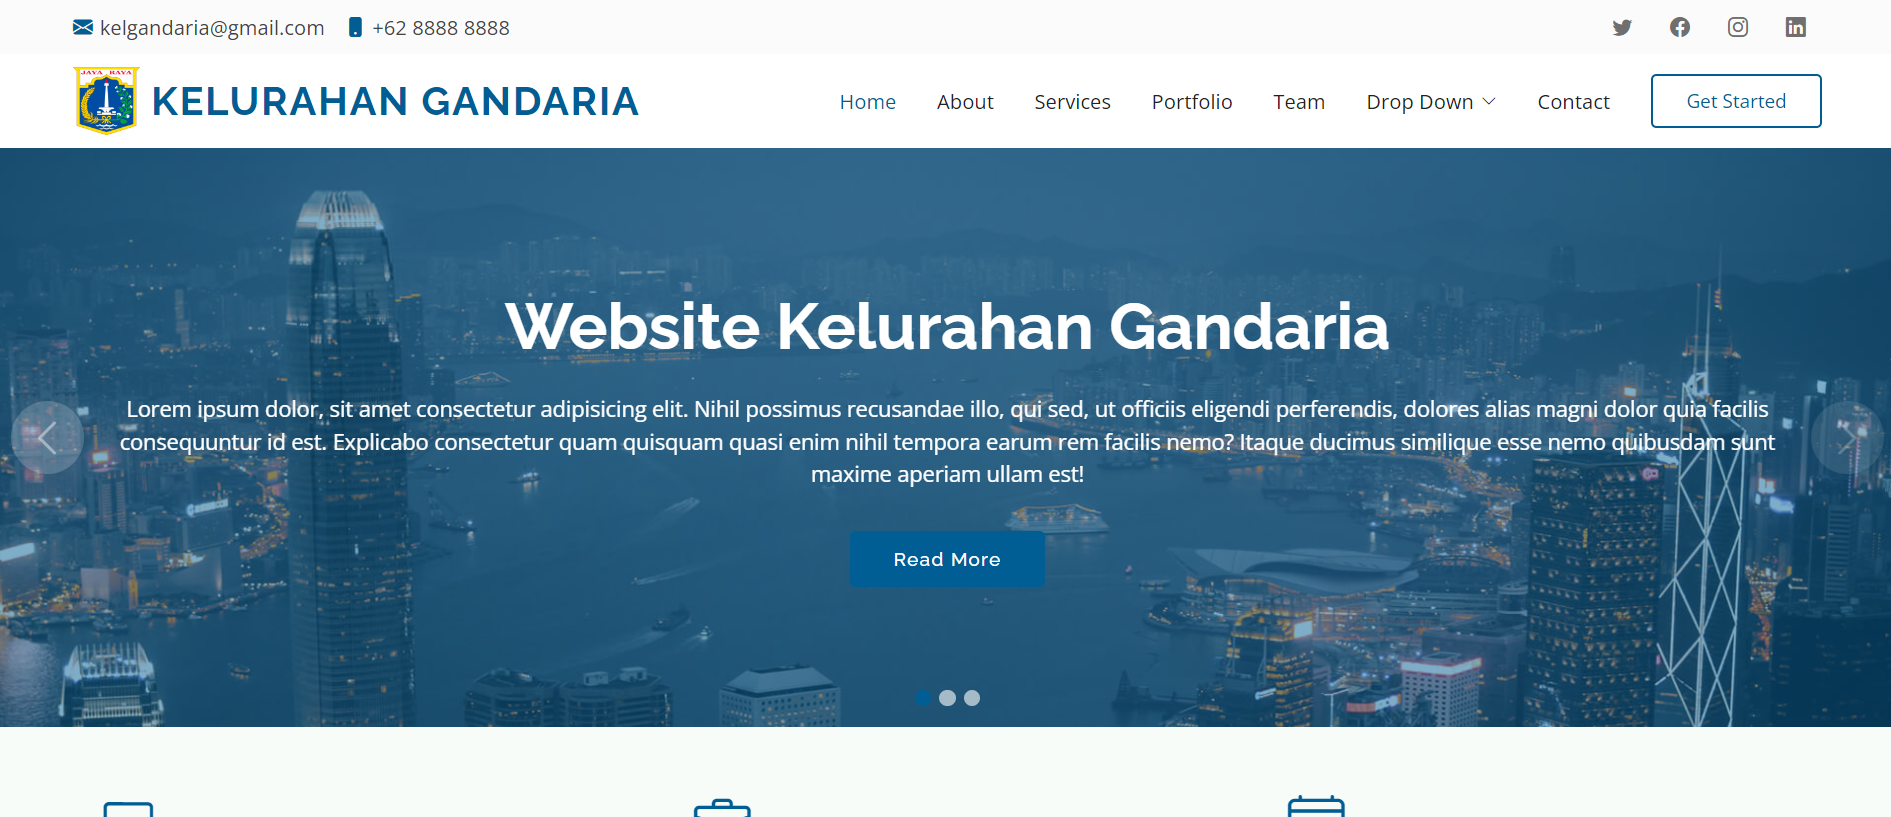 kelgandaria@gmail.com +62 8888 8888
JAYA RAYA
KELURAHAN GANDARIA
Home About Services Portfolio Team Drop Down Contact Get Started
Website Kelurahan Gandaria
Lorem ipsum dolor, sit amet consectetur adipisicing elit. Nihil possimus recusandae illo, qui sed, ut officiis eligendi perferendis, dolores alias magni dolor quia facilis
consequuntur id est. Explicabo consectetur quam quisquam quasi enim nihil tempora earum rem facilis nemo? Itaque ducimus similique esse nemo quibusdam sunt
maxime aperiam ullam est!
Read More